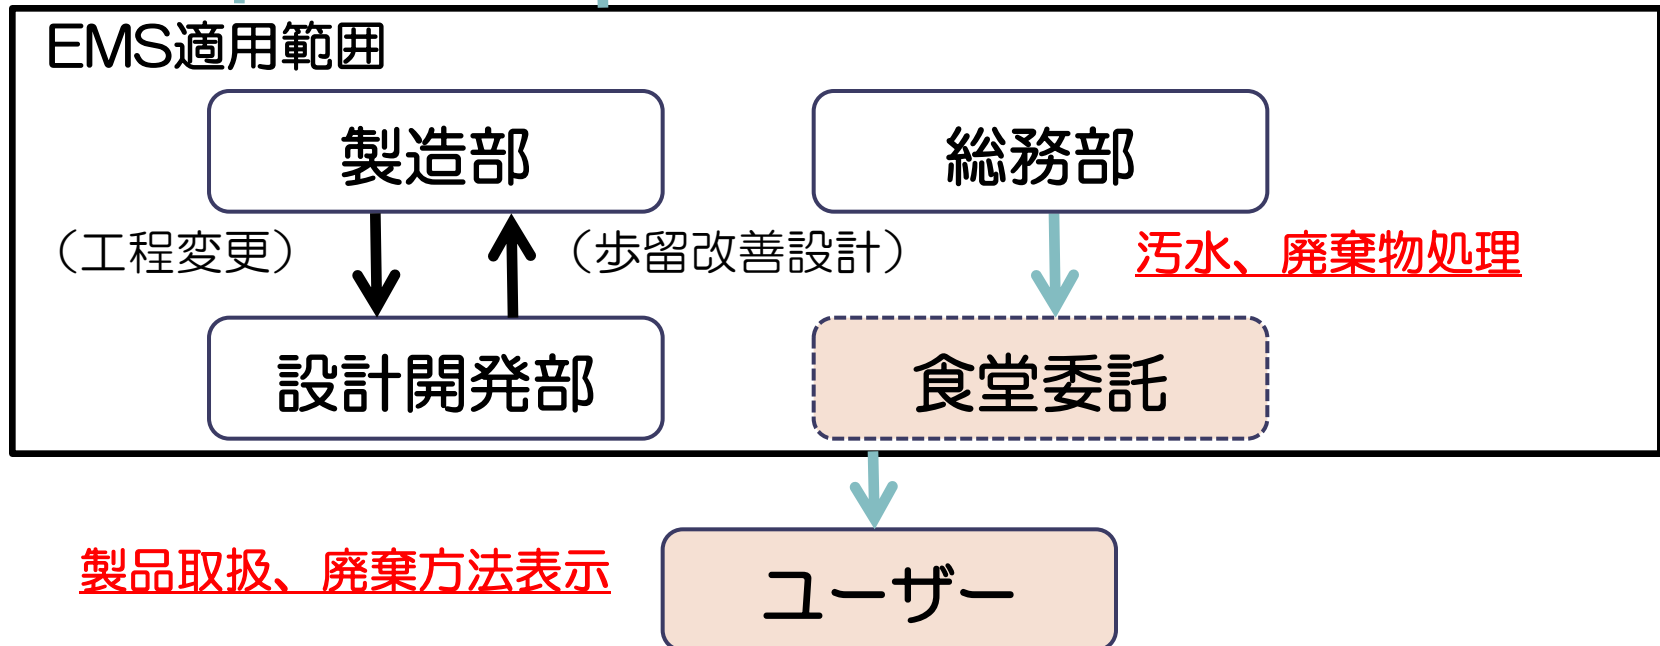 EMS適用範囲
製造部
総務部
（工程変更）
（歩留改善設計）
汚水、廃棄物処理
設計開発部
食堂委託
製品取扱、廃棄方法表示
ユーザー